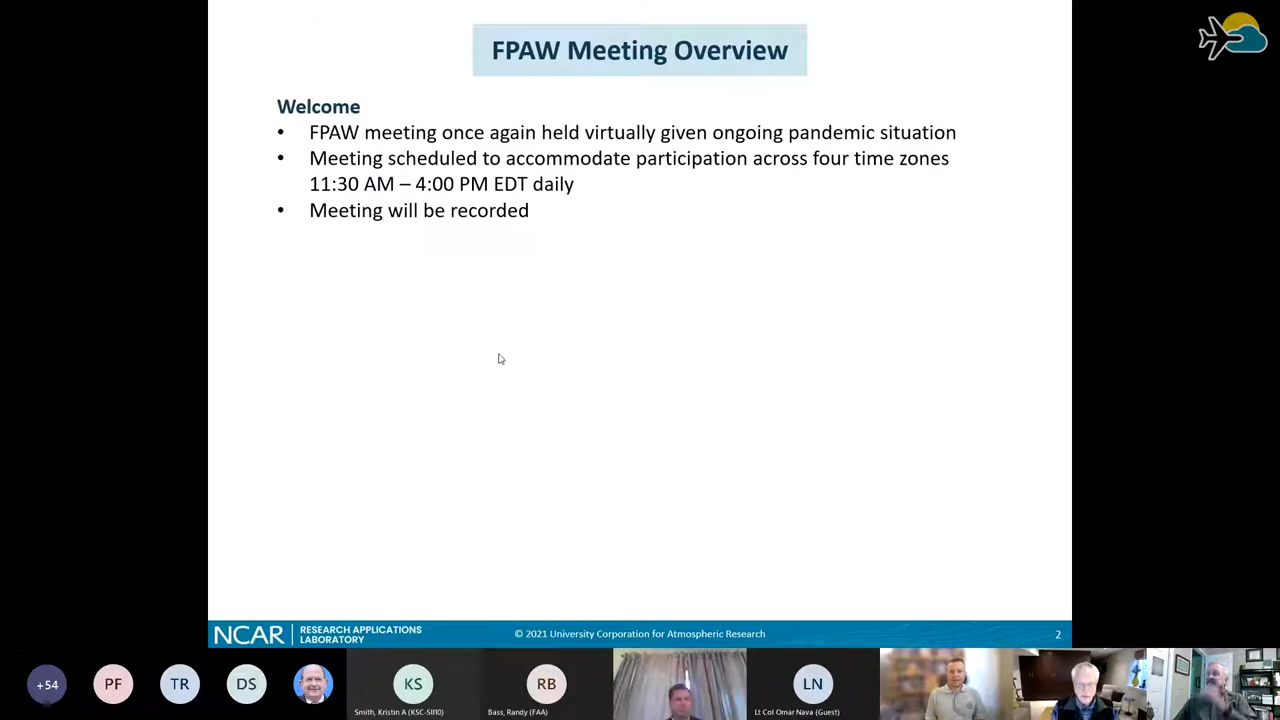 FPAW Meeting Overview
Welcome
• FPAW meeting once again held virtually given ongoing pandemic situation
• Meeting scheduled to accommodate participation across four time zones
11:30 AM – 4:00 PM EDT daily
• Meeting will be recorded
NCAR
RESEARCH APPLICATIONS
LABORATORY
© 2021 University Corporation for Atmospheric Research
2
+54
PF
TR
DS
KS
Smith, Kristin A (KSC-SII10)
RB
Bass, Randy (FAA)
LN
Lt Col Omar Nava (Guest)